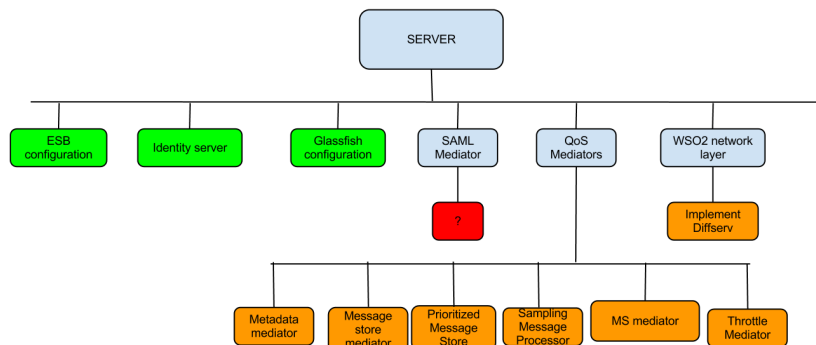 SERVER
ESB
configuration
Identity server
Glassfish
configuration
SAML
Mediator
QoS
Mediators
WSO2 network
layer
?
Implement
Diffserv
Metadata
mediator
Message
store
mediator
Prioritized
Message
Store
Sampling
Message
Processor
MS mediator
Throttle
Mediator